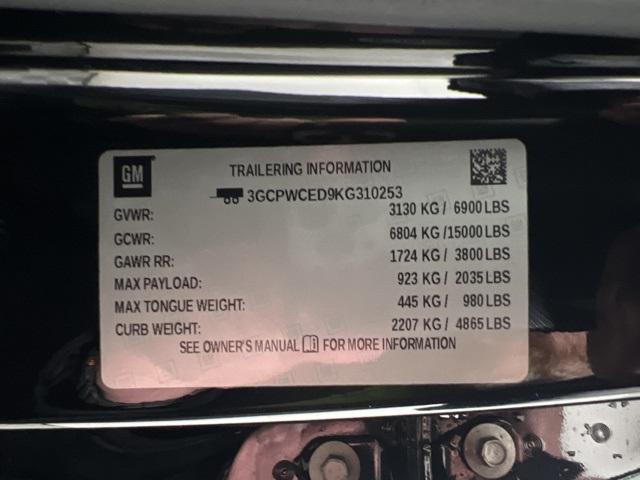 GM
TRAILERING INFORMATION
3GCPWCED9KG310253
GVWR: 3130 KG / 6900 LBS
GCWR: 6804 KG /15000 LBS
GAWR RR: 1724 KG / 3800 LBS
MAX PAYLOAD: 923 KG / 2035 LBS
MAX TONGUE WEIGHT: 445 KG / 980 LBS
CURB WEIGHT: 2207 KG / 4865 LBS
SEE OWNER'S MANUAL FOR MORE INFORMATION